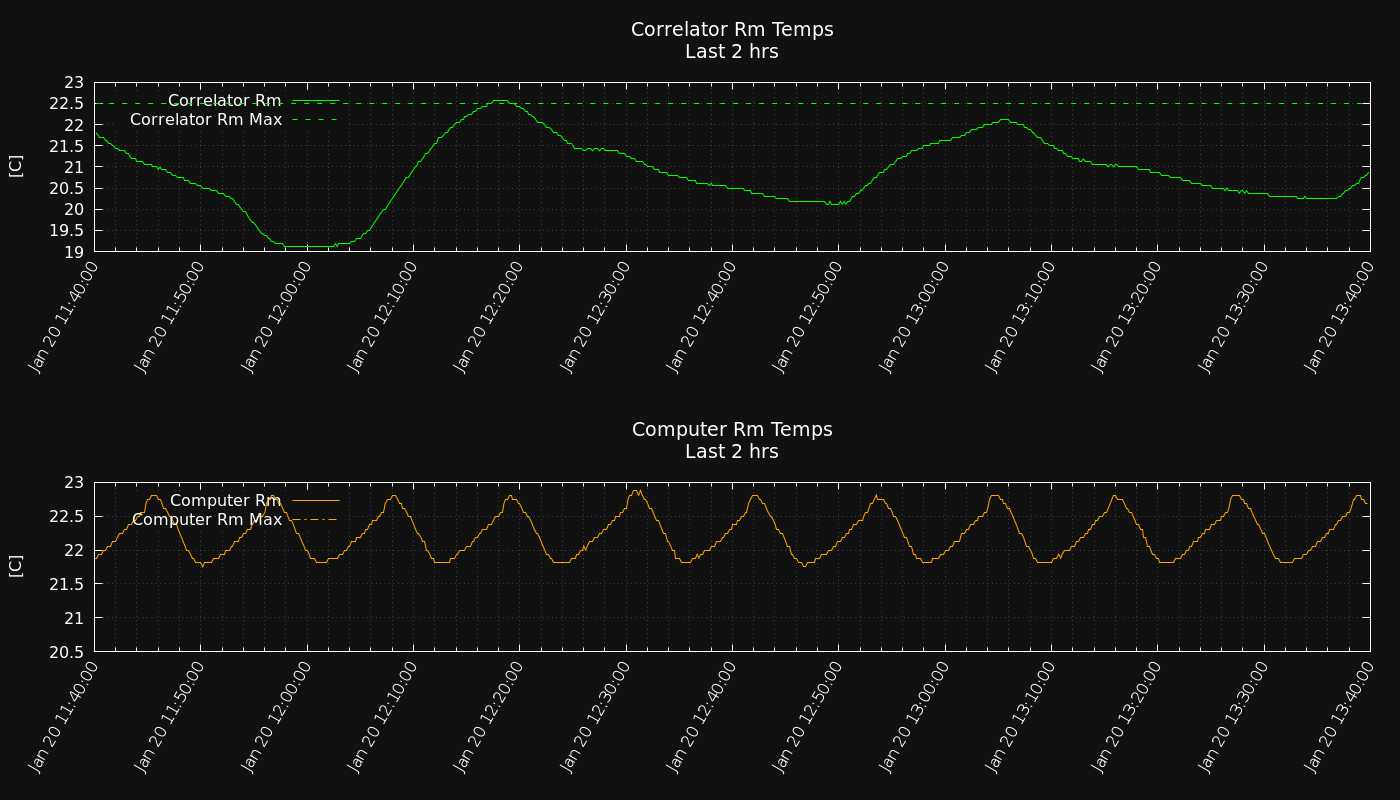 Correlator Rm Temps
Last 2 hrs
[C]
23
22.5
22
21.5
21
20.5
20
19.5
19
Correlator Rm
Correlator Rm Max
Jan 20 11:40:00
Jan 20 11:50:00
Jan 20 12:00:00
Jan 20 12:10:00
Jan 20 12:20:00
Jan 20 12:30:00
Jan 20 12:40:00
Jan 20 12:50:00
Jan 20 13:00:00
Jan 20 13:10:00
Jan 20 13:20:00
Jan 20 13:30:00
Jan 20 13:40:00
Computer Rm Temps
Last 2 hrs
[C]
23
22.5
22
21.5
21
20.5
Computer Rm
Computer Rm Max
Jan 20 11:40:00
Jan 20 11:50:00
Jan 20 12:00:00
Jan 20 12:10:00
Jan 20 12:20:00
Jan 20 12:30:00
Jan 20 12:40:00
Jan 20 12:50:00
Jan 20 13:00:00
Jan 20 13:10:00
Jan 20 13:20:00
Jan 20 13:30:00
Jan 20 13:40:00